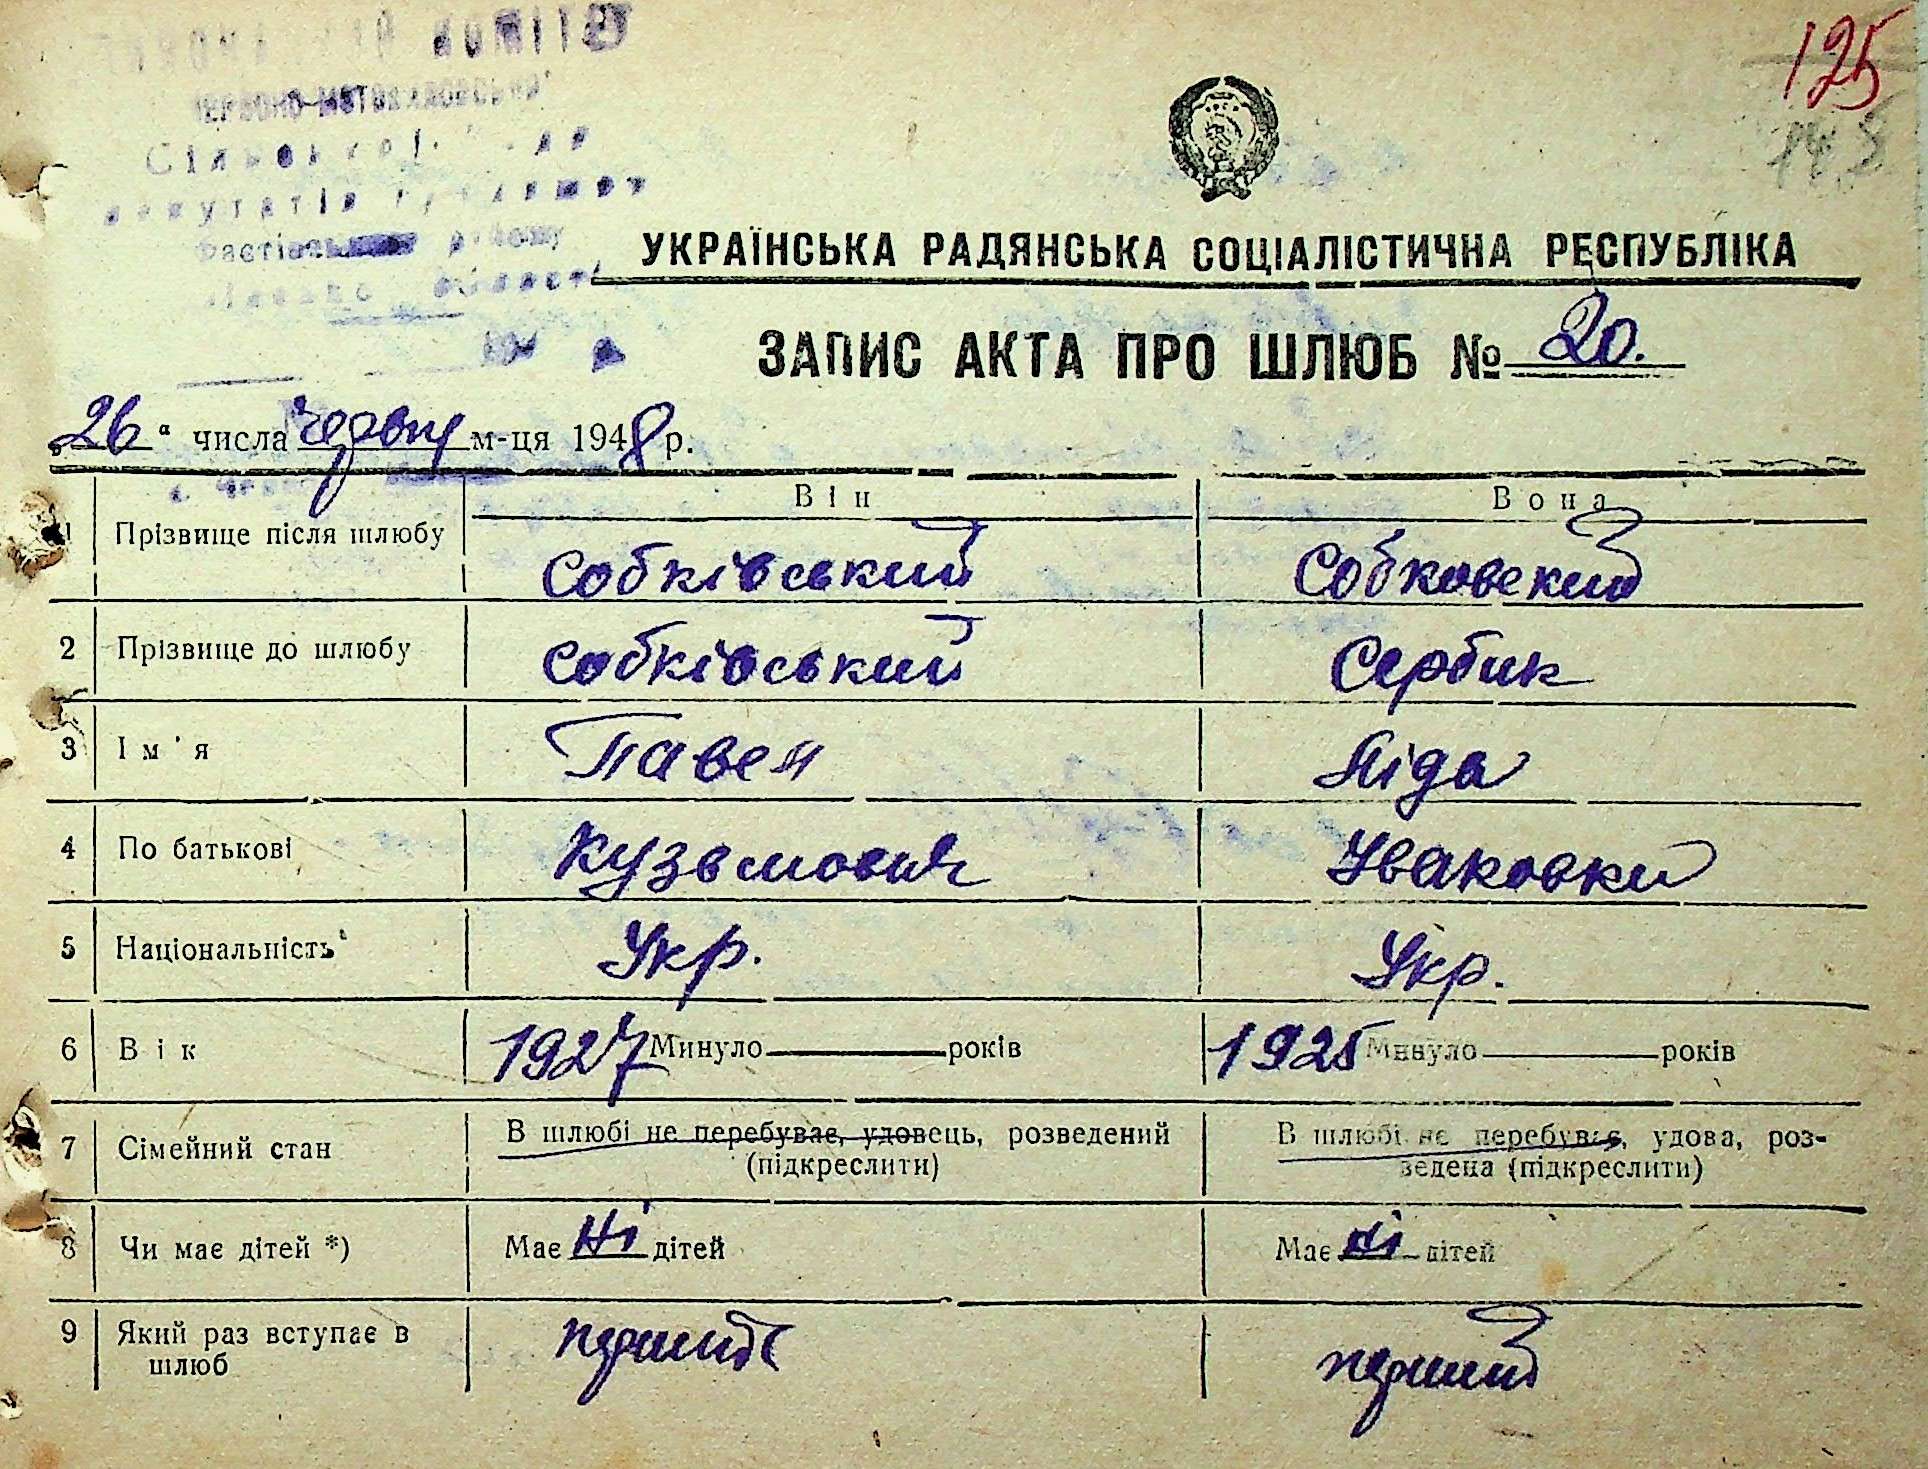 125
УКРАЇНСЬКА РАДЯНСЬКА СОЦІАЛІСТИЧНА РЕСПУБЛІКА
ЗАПИС АКТА ПРО ШЛЮБ № 20.
„26“ числа червня м-ця 1948 р.
Він Вона
1 Прізвище після шлюбу Собківський Собковский
2 Прізвище до шлюбу Собківський Сербик
3 Ім'я Павел Ліда
4 По батькові Кузьмович
5 Національність Укр. Укр.
6 Вік 1927 Минуло років 1925 Минуло років
7 Сімейний стан В шлюбі не перебуває, удовець, розведений В шлюбі не перебуває, удова, роз-
(підкреслити) ведена (підкреслити)
8 Чи має дітей *) Має Ні дітей Має ні дітей
9 Який раз вступає в перший перший
шлюб